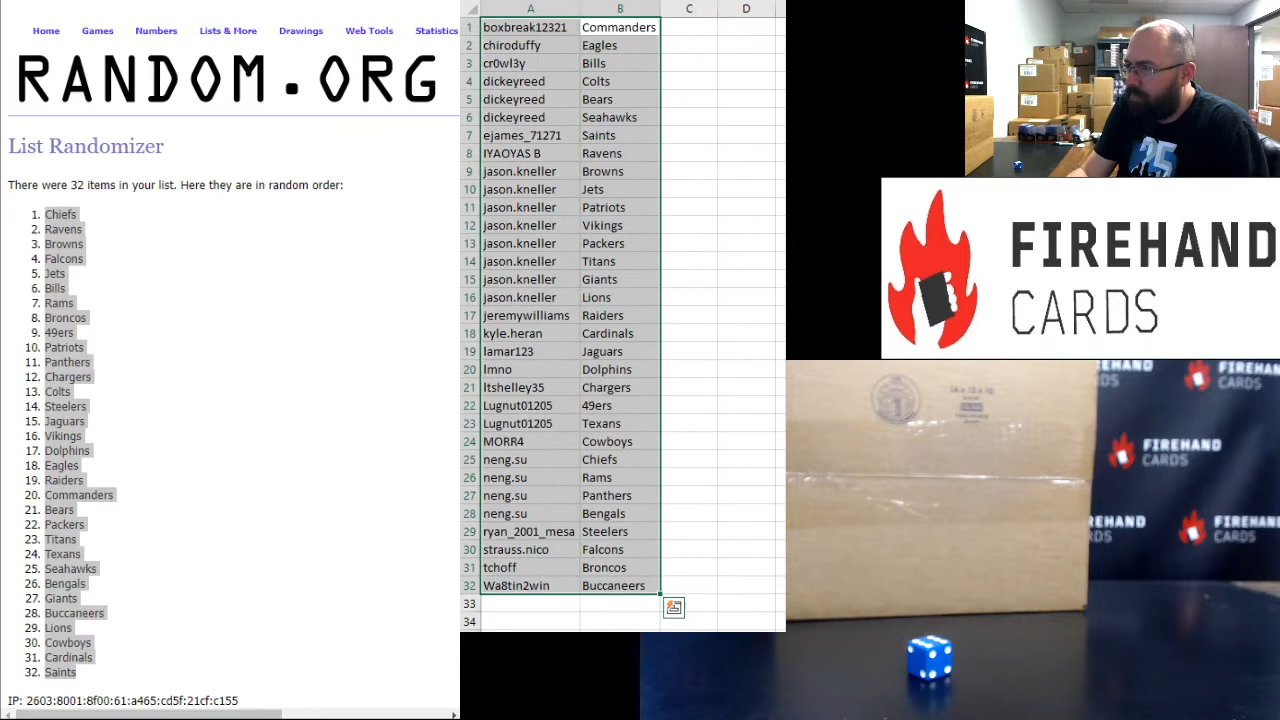 Home Games Numbers Lists & More Drawings Web Tools Statistics
RANDOM.ORG
List Randomizer
There were 32 items in your list. Here they are in random order:
1. Chiefs
2. Ravens
3. Browns
4. Falcons
5. Jets
6. Bills
7. Rams
8. Broncos
9. 49ers
10. Patriots
11. Panthers
12. Chargers
13. Colts
14. Steelers
15. Jaguars
16. Vikings
17. Dolphins
18. Eagles
19. Raiders
20. Commanders
21. Bears
22. Packers
23. Titans
24. Texans
25. Seahawks
26. Bengals
27. Giants
28. Buccaneers
29. Lions
30. Cowboys
31. Cardinals
32. Saints
IP: 2603:8001:8f00:61:a465:cd5f:21cf:c155
A B C D
1 boxbreak12321 Commanders
2 chiroduffy Eagles
3 cr0wl3y Bills
4 dickeyreed Colts
5 dickeyreed Bears
6 dickeyreed Seahawks
7 ejames_71271 Saints
8 IYAOYAS B Ravens
9 jason.kneller Browns
10 jason.kneller Jets
11 jason.kneller Patriots
12 jason.kneller Vikings
13 jason.kneller Packers
14 jason.kneller Titans
15 jason.kneller Giants
16 jason.kneller Lions
17 jeremywilliams Raiders
18 kyle.heran Cardinals
19 lamar123 Jaguars
20 lmno Dolphins
21 ltshelley35 Chargers
22 Lugnut01205 49ers
23 Lugnut01205 Texans
24 MORR4 Cowboys
25 neng.su Chiefs
26 neng.su Rams
27 neng.su Panthers
28 neng.su Bengals
29 ryan_2001_mesa Steelers
30 strauss.nico Falcons
31 tchoff Broncos
32 Wa8tin2win Buccaneers
33
34
25
FIREHAND
CARDS
EHAND
CARDS
FIREHAND
CARDS
FIREHAND
CARDS
EHAND
RDS
FIREHAND
CARDS